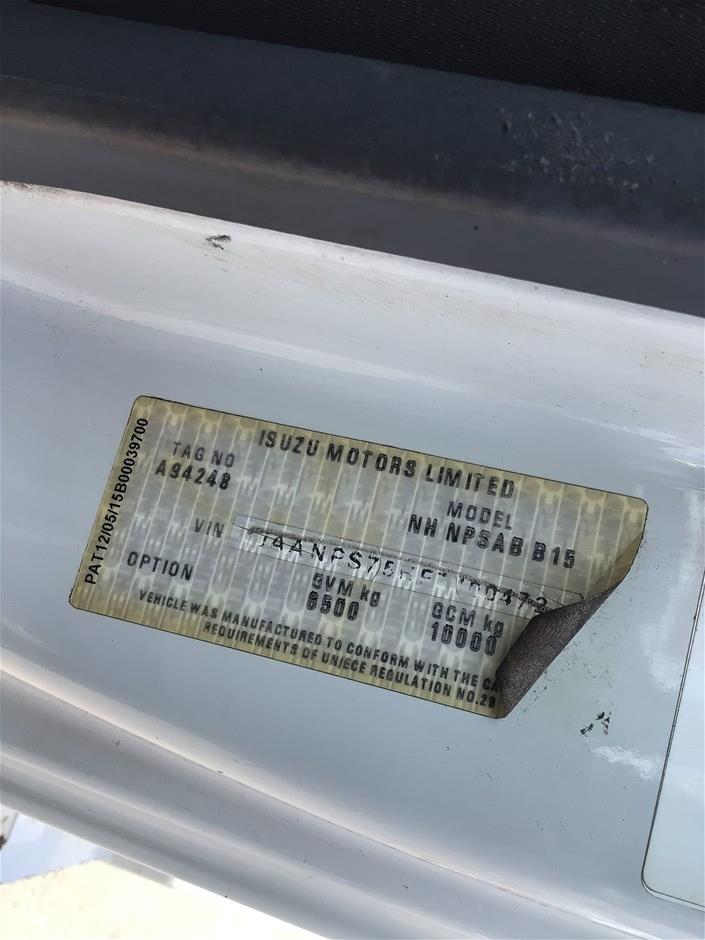 ISUZU MOTORS LIMITED
PAT12/05/15B00039700
TAG NO
A94248
MODEL
NH NPSAB B15
VIN
OPTION
GVM kg
6500
GCM kg
10000
VEHICLE WAS MANUFACTURED TO CONFORM WITH THE
REQUIREMENTS OF UN/ECE REGULATION NO.29